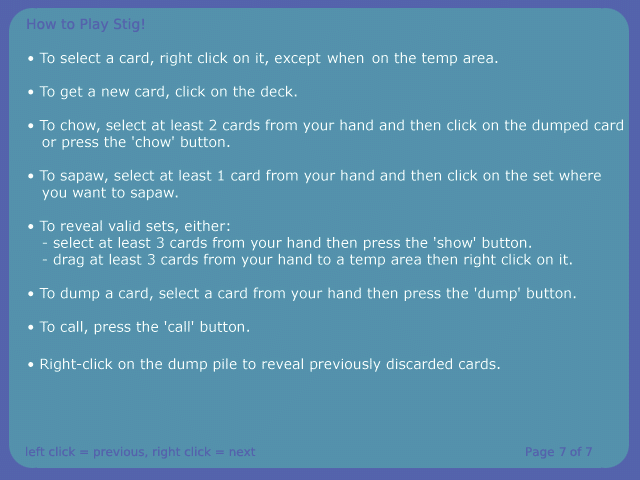 How to Play Stig!
• To select a card, right click on it, except when on the temp area.
• To get a new card, click on the deck.
• To chow, select at least 2 cards from your hand and then click on the dumped card
or press the 'chow' button.
• To sapaw, select at least 1 card from your hand and then click on the set where
you want to sapaw.
• To reveal valid sets, either:
- select at least 3 cards from your hand then press the 'show' button.
- drag at least 3 cards from your hand to a temp area then right click on it.
• To dump a card, select a card from your hand then press the 'dump' button.
• To call, press the 'call' button.
• Right-click on the dump pile to reveal previously discarded cards.
left click = previous, right click = next
Page 7 of 7